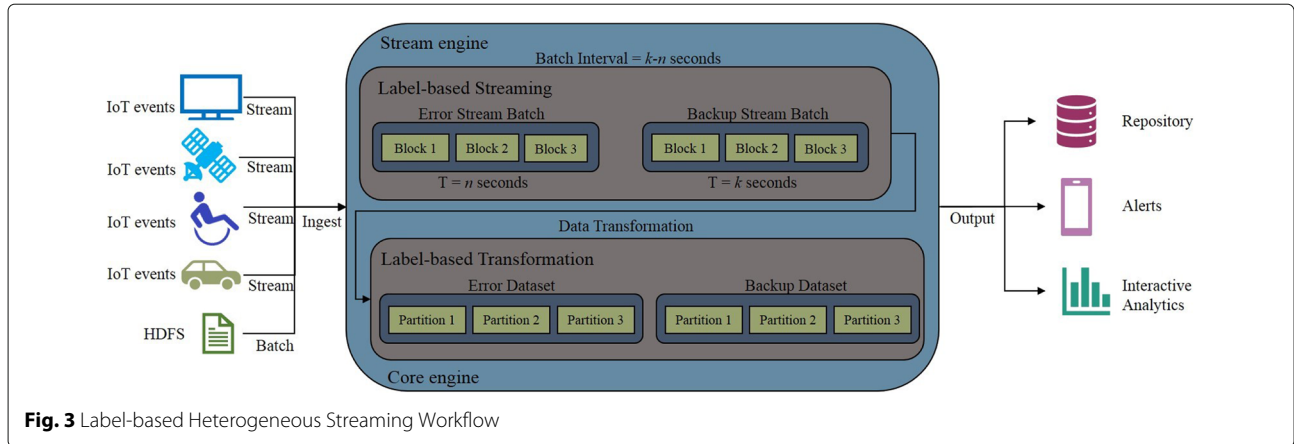 Stream engine
Batch Interval = k-n seconds
Label-based Streaming
Error Stream Batch
Backup Stream Batch
Block 1
Block 2
Block 3
Block 1
Block 2
Block 3
T = n seconds
T = k seconds
IoT events
Stream
IoT events
Stream
IoT events
Stream
IoT events
Stream
HDFS
Batch
Ingest
Data Transformation
Label-based Transformation
Error Dataset
Backup Dataset
Partition 1
Partition 2
Partition 3
Partition 1
Partition 2
Partition 3
Core engine
Output
Repository
Alerts
Interactive
Analytics
Fig. 3 Label-based Heterogeneous Streaming Workflow